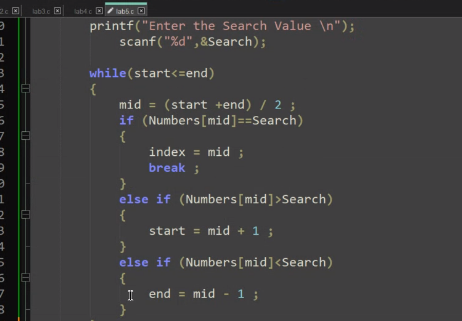 2.c lab3.c lab4.c lab5.c
0 printf("Enter the Search Value \n");
1 scanf("%d",&Search);
2
3 while(start<=end)
4 {
5 mid = (start +end) / 2 ;
6 if (Numbers[mid]==Search)
7 {
8 index = mid ;
9 break ;
0 }
1 else if (Numbers[mid]>Search)
2 {
3 start = mid + 1 ;
4 }
5 else if (Numbers[mid]<Search)
6 {
7 end = mid - 1 ;
8 }